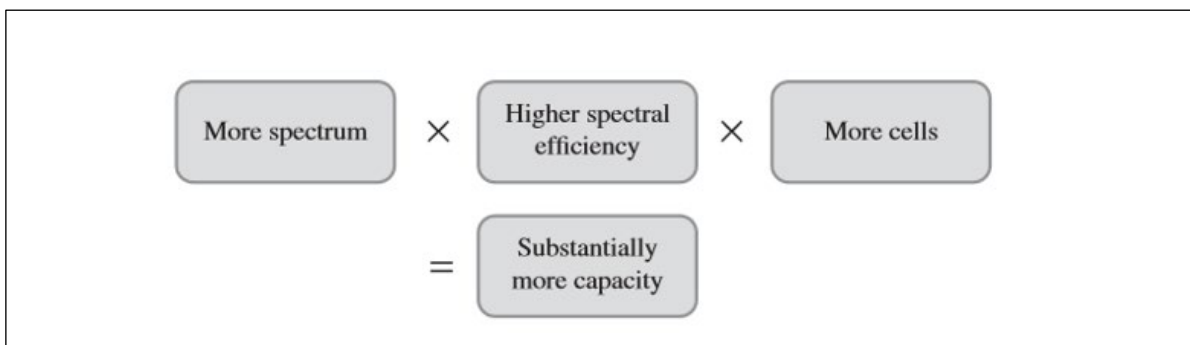 More spectrum × Higher spectral efficiency × More cells
= Substantially more capacity